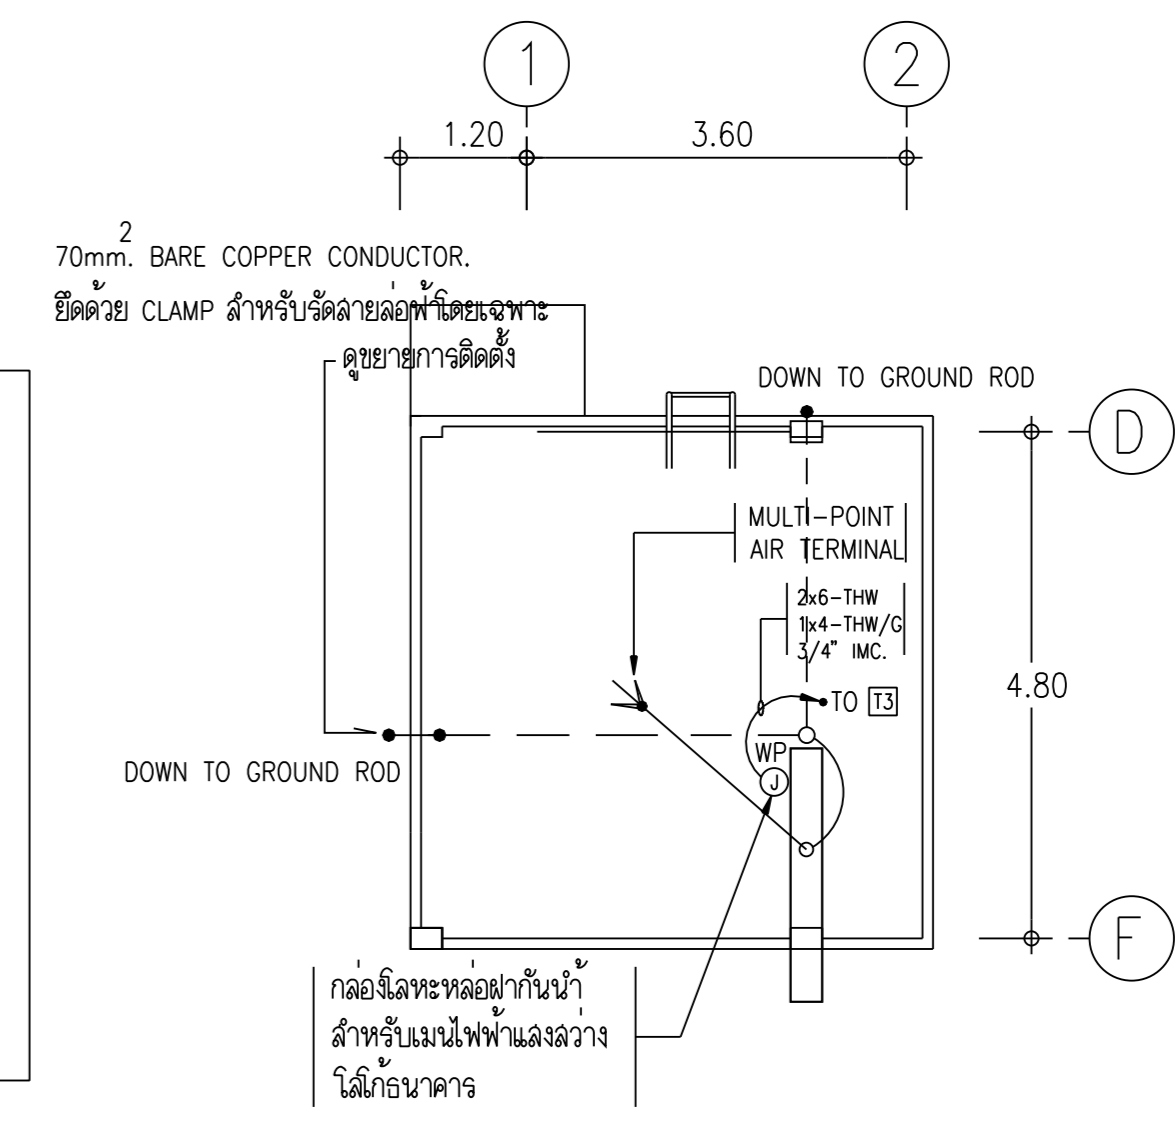 1
2
1.20
3.60
70mm². BARE COPPER CONDUCTOR.
ยึดด้วย CLAMP สำหรับรัดสายล่อฟ้าโดยเฉพาะ
ดูขยายการติดตั้ง
DOWN TO GROUND ROD
D
MULTI-POINT
AIR TERMINAL
2x6-THW
1x4-THW/G
3/4" IMC.
4.80
TO T3
WP
J
DOWN TO GROUND ROD
F
กล่องโลหะหล่อฝากันน้ำ
สำหรับเมนไฟฟ้าแสงสว่าง
โลโก้ธนาคาร